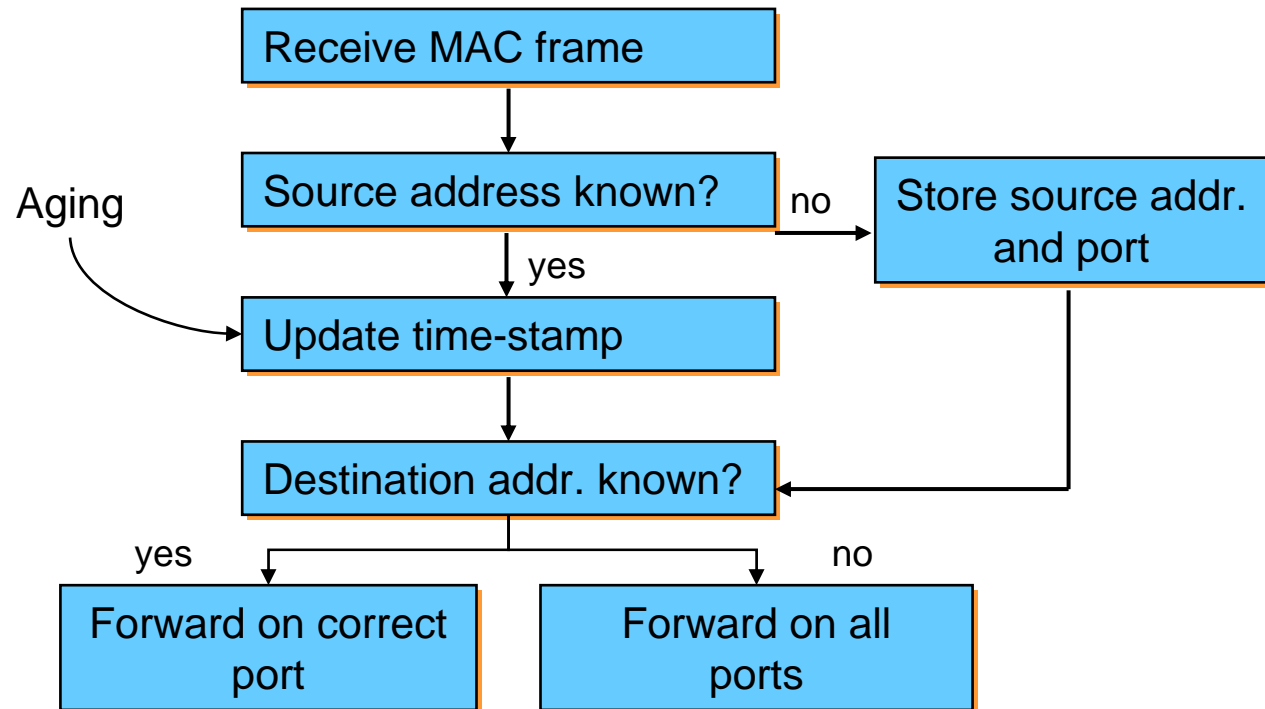 Receive MAC frame
Source address known?
no
Store source addr.
and port
Aging
yes
Update time-stamp
Destination addr. known?
yes
no
Forward on correct
port
Forward on all
ports